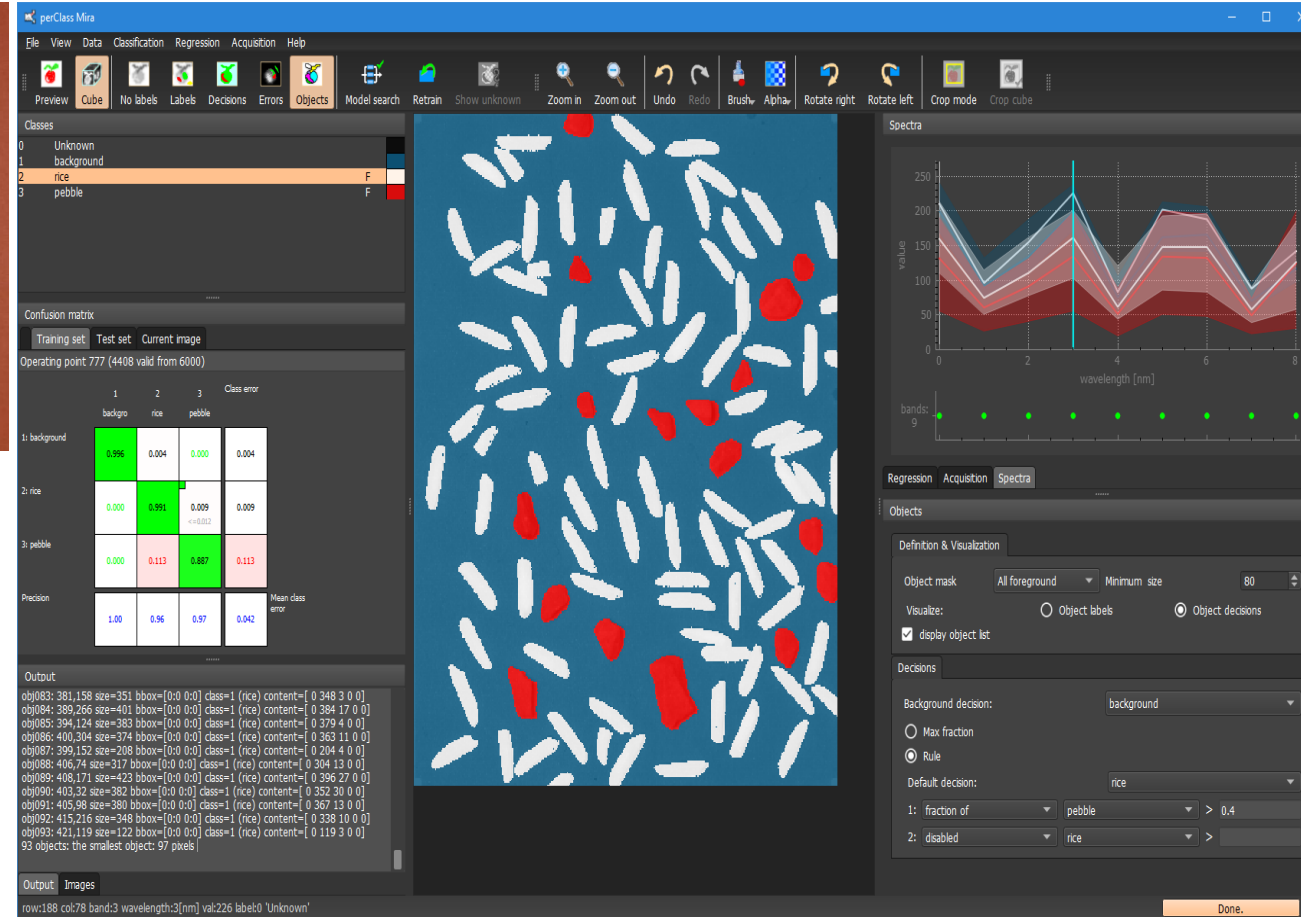 perClass Mira
File View Data Classification Regression Acquisition Help
Preview Cube No labels Labels Decisions Errors Objects Model search Retrain Show unknown Zoom in Zoom out Undo Redo Brush Alpha Rotate right Rotate left Crop mode Crop cube
Classes
0 Unknown
1 background
2 rice F
3 pebble F
Confusion matrix
Training set Test set Current image
Operating point 777 (4408 valid from 6000)
1 2 3 Class error
backgro rice pebble
1: background 0.996 0.004 0.000 0.004
2: rice 0.000 0.991 0.009 0.009
<=0.012
3: pebble 0.000 0.113 0.887 0.113
Precision 1.00 0.96 0.97 0.042 Mean class
error
Output
obj083: 381,158 size=351 bbox=[0:0 0:0] class=1 (rice) content=[ 0 348 3 0 0]
obj084: 389,266 size=401 bbox=[0:0 0:0] class=1 (rice) content=[ 0 384 17 0 0]
obj085: 394,124 size=383 bbox=[0:0 0:0] class=1 (rice) content=[ 0 379 4 0 0]
obj086: 400,304 size=374 bbox=[0:0 0:0] class=1 (rice) content=[ 0 363 11 0 0]
obj087: 399,152 size=208 bbox=[0:0 0:0] class=1 (rice) content=[ 0 204 4 0 0]
obj088: 406,74 size=317 bbox=[0:0 0:0] class=1 (rice) content=[ 0 304 13 0 0]
obj089: 408,171 size=423 bbox=[0:0 0:0] class=1 (rice) content=[ 0 396 27 0 0]
obj090: 403,32 size=382 bbox=[0:0 0:0] class=1 (rice) content=[ 0 352 30 0 0]
obj091: 405,98 size=380 bbox=[0:0 0:0] class=1 (rice) content=[ 0 367 13 0 0]
obj092: 415,216 size=348 bbox=[0:0 0:0] class=1 (rice) content=[ 0 338 10 0 0]
obj093: 421,119 size=122 bbox=[0:0 0:0] class=1 (rice) content=[ 0 119 3 0 0]
93 objects: the smallest object: 97 pixels
Output Images
row:188 col:78 band:3 wavelength:3[nm] val:226 label:0 'Unknown'
Spectra
250
200
150
100
50
0
value
0 2 4 6 8
wavelength [nm]
bands:
9
Regression Acquisition Spectra
Objects
Definition & Visualization
Object mask All foreground Minimum size 80
Visualize: Object labels Object decisions
display object list
Decisions
Background decision: background
Max fraction
Rule
Default decision: rice
1: fraction of pebble > 0.4
2: disabled rice >
Done.